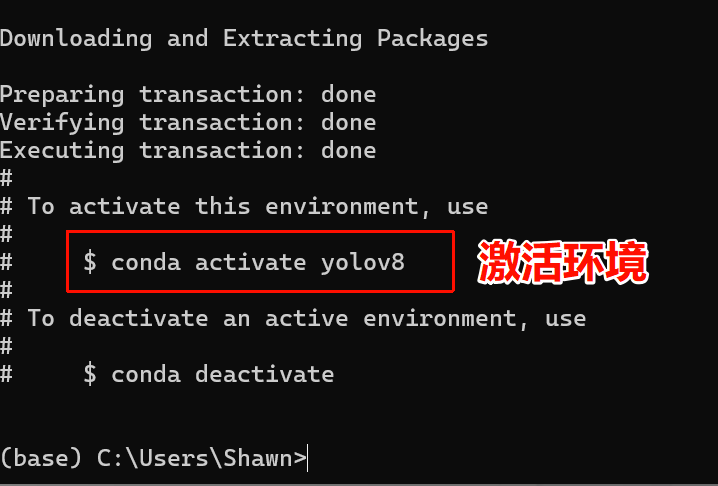 Downloading and Extracting Packages
Preparing transaction: done
Verifying transaction: done
Executing transaction: done
#
# To activate this environment, use
#
#     $ conda activate yolov8
激活环境
#
# To deactivate an active environment, use
#
#     $ conda deactivate
(base) C:\Users\Shawn>